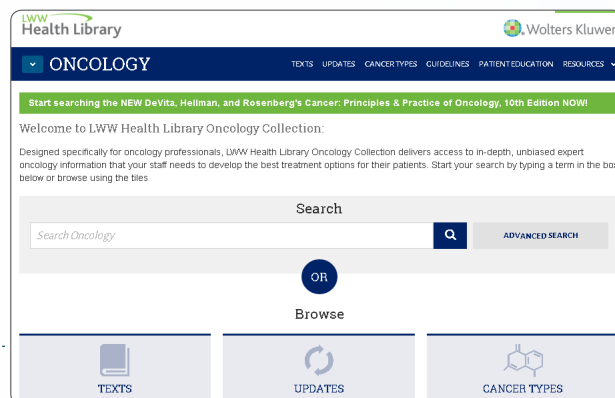 LWW
Health Library
Wolters Kluwer
ONCOLOGY
TEXTS UPDATES CANCER TYPES GUIDELINES PATIENT EDUCATION RESOURCES
Start searching the NEW DeVita, Hellman, and Rosenberg's Cancer: Principles & Practice of Oncology, 10th Edition NOW!
Welcome to LWW Health Library Oncology Collection:
Designed specifically for oncology professionals, LWW Health Library Oncology Collection delivers access to in-depth, unbiased expert
oncology information that your staff needs to develop the best treatment options for their patients. Start your search by typing a term in the box
below or browse using the tiles
Search
Search Oncology
ADVANCED SEARCH
OR
Browse
TEXTS
UPDATES
CANCER TYPES